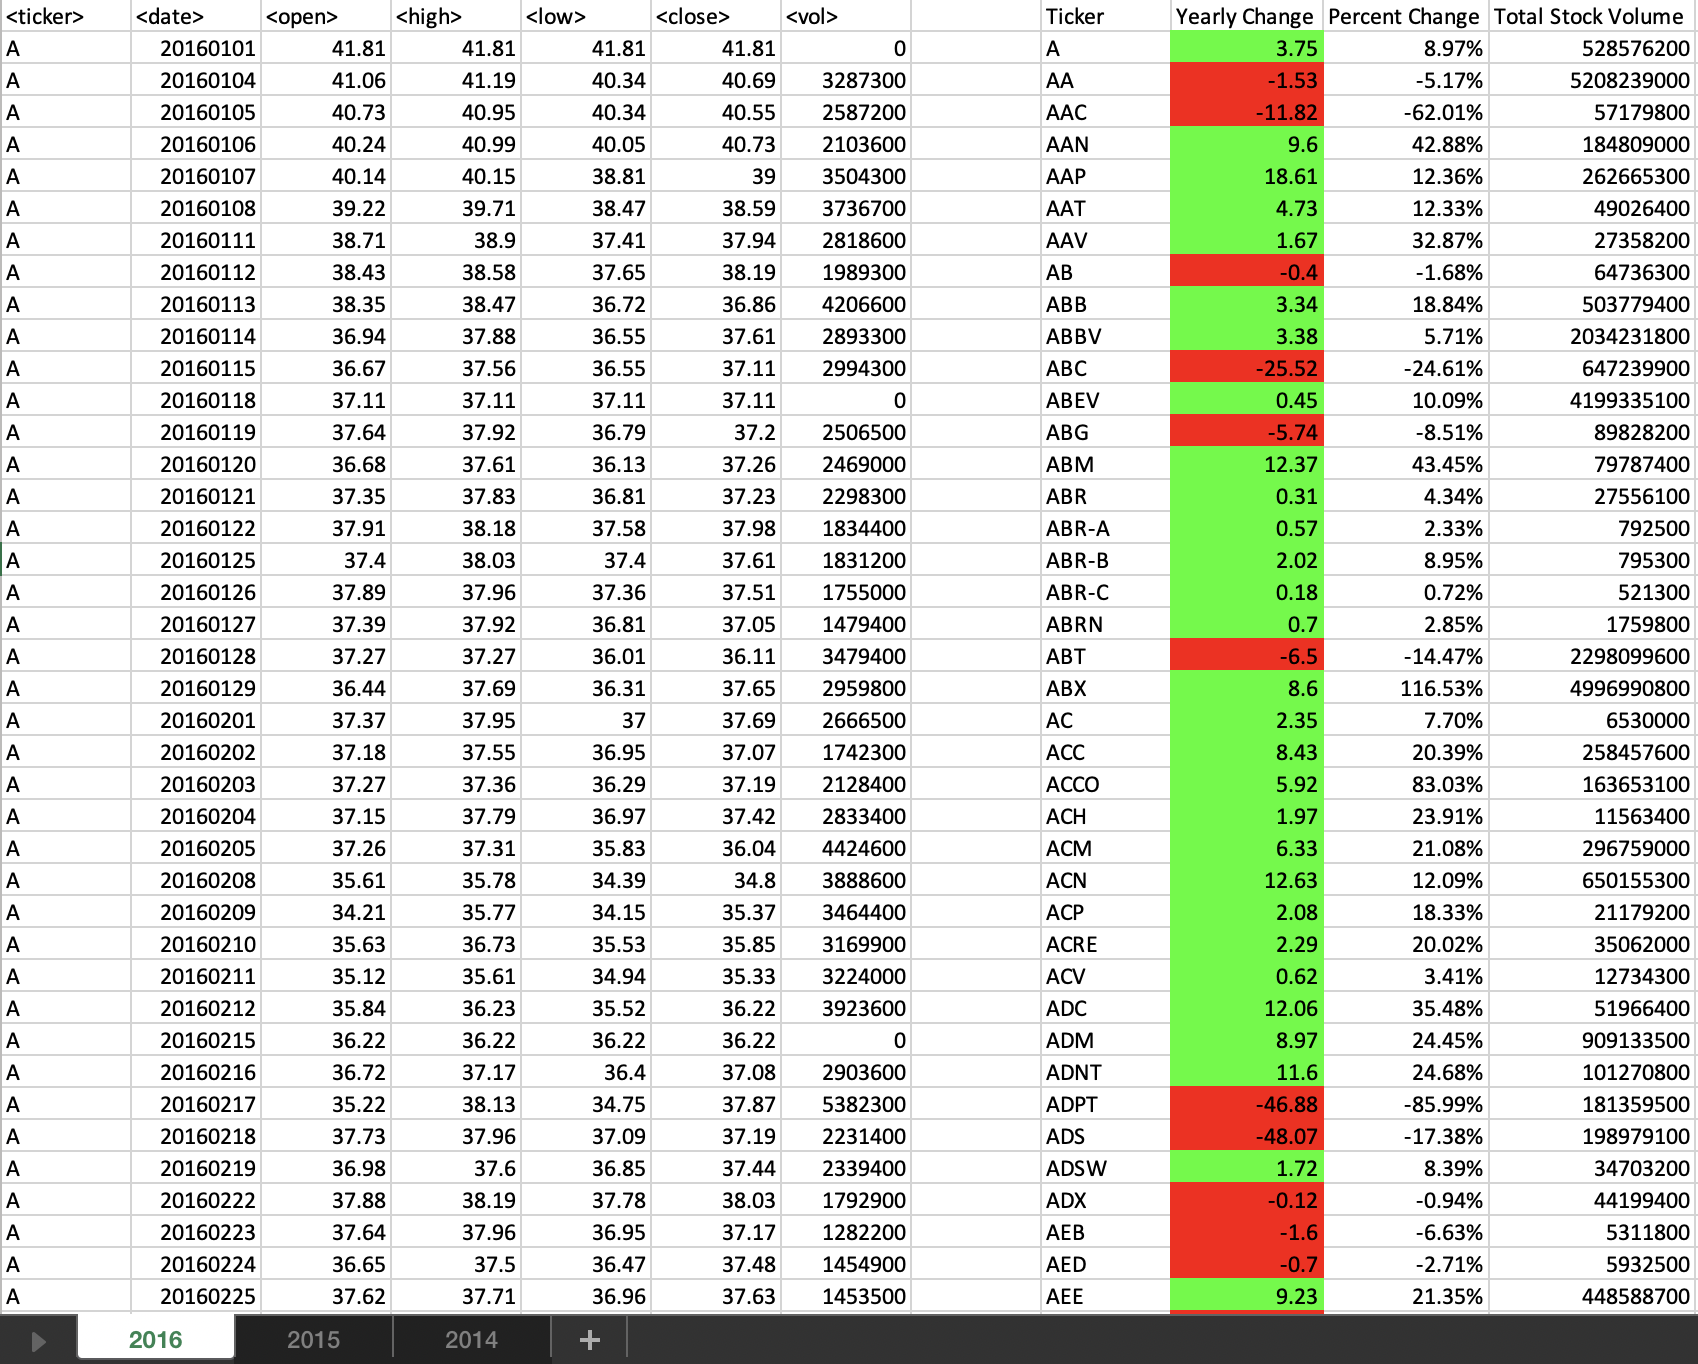 <ticker> <date> <open> <high> <low> <close> <vol> Ticker Yearly Change Percent Change Total Stock Volume
A 20160101 41.81 41.81 41.81 41.81 0 A 3.75 8.97% 528576200
A 20160104 41.06 41.19 40.34 40.69 3287300 AA -1.53 -5.17% 5208239000
A 20160105 40.73 40.95 40.34 40.55 2587200 AAC -11.82 -62.01% 57179800
A 20160106 40.24 40.99 40.05 40.73 2103600 AAN 9.6 42.88% 184809000
A 20160107 40.14 40.15 38.81 39 3504300 AAP 18.61 12.36% 262665300
A 20160108 39.22 39.71 38.47 38.59 3736700 AAT 4.73 12.33% 49026400
A 20160111 38.71 38.9 37.41 37.94 2818600 AAV 1.67 32.87% 27358200
A 20160112 38.43 38.58 37.65 38.19 1989300 AB -0.4 -1.68% 64736300
A 20160113 38.35 38.47 36.72 36.86 4206600 ABB 3.34 18.84% 503779400
A 20160114 36.94 37.88 36.55 37.61 2893300 ABBV 3.38 5.71% 2034231800
A 20160115 36.67 37.56 36.55 37.11 2994300 ABC -25.52 -24.61% 647239900
A 20160118 37.11 37.11 37.11 37.11 0 ABEV 0.45 10.09% 4199335100
A 20160119 37.64 37.92 36.79 37.2 2506500 ABG -5.74 -8.51% 89828200
A 20160120 36.68 37.61 36.13 37.26 2469000 ABM 12.37 43.45% 79787400
A 20160121 37.35 37.83 36.81 37.23 2298300 ABR 0.31 4.34% 27556100
A 20160122 37.91 38.18 37.58 37.98 1834400 ABR-A 0.57 2.33% 792500
A 20160125 37.4 38.03 37.4 37.61 1831200 ABR-B 2.02 8.95% 795300
A 20160126 37.89 37.96 37.36 37.51 1755000 ABR-C 0.18 0.72% 521300
A 20160127 37.39 37.92 36.81 37.05 1479400 ABRN 0.7 2.85% 1759800
A 20160128 37.27 37.27 36.01 36.11 3479400 ABT -6.5 -14.47% 2298099600
A 20160129 36.44 37.69 36.31 37.65 2959800 ABX 8.6 116.53% 4996990800
A 20160201 37.37 37.95 37 37.69 2666500 AC 2.35 7.70% 6530000
A 20160202 37.18 37.55 36.95 37.07 1742300 ACC 8.43 20.39% 258457600
A 20160203 37.27 37.36 36.29 37.19 2128400 ACCO 5.92 83.03% 163653100
A 20160204 37.15 37.79 36.97 37.42 2833400 ACH 1.97 23.91% 11563400
A 20160205 37.26 37.31 35.83 36.04 4424600 ACM 6.33 21.08% 296759000
A 20160208 35.61 35.78 34.39 34.8 3888600 ACN 12.63 12.09% 650155300
A 20160209 34.21 35.77 34.15 35.37 3464400 ACP 2.08 18.33% 21179200
A 20160210 35.63 36.73 35.53 35.85 3169900 ACRE 2.29 20.02% 35062000
A 20160211 35.12 35.61 34.94 35.33 3224000 ACV 0.62 3.41% 12734300
A 20160212 35.84 36.23 35.52 36.22 3923600 ADC 12.06 35.48% 51966400
A 20160215 36.22 36.22 36.22 36.22 0 ADM 8.97 24.45% 909133500
A 20160216 36.72 37.17 36.4 37.08 2903600 ADNT 11.6 24.68% 101270800
A 20160217 35.22 38.13 34.75 37.87 5382300 ADPT -46.88 -85.99% 181359500
A 20160218 37.73 37.96 37.09 37.19 2231400 ADS -48.07 -17.38% 198979100
A 20160219 36.98 37.6 36.85 37.44 2339400 ADSW 1.72 8.39% 34703200
A 20160222 37.88 38.19 37.78 38.03 1792900 ADX -0.12 -0.94% 44199400
A 20160223 37.64 37.96 36.95 37.17 1282200 AEB -1.6 -6.63% 5311800
A 20160224 36.65 37.5 36.47 37.48 1454900 AED -0.7 -2.71% 5932500
A 20160225 37.62 37.71 36.96 37.63 1453500 AEE 9.23 21.35% 448588700
2016 2015 2014 +